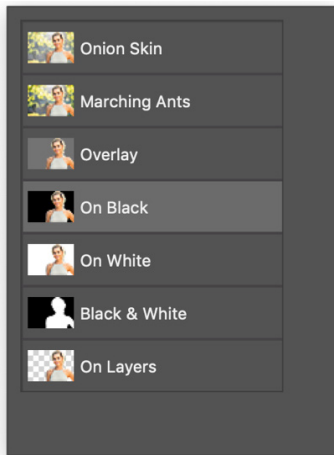 Onion Skin
Marching Ants
Overlay
On Black
On White
Black & White
On Layers